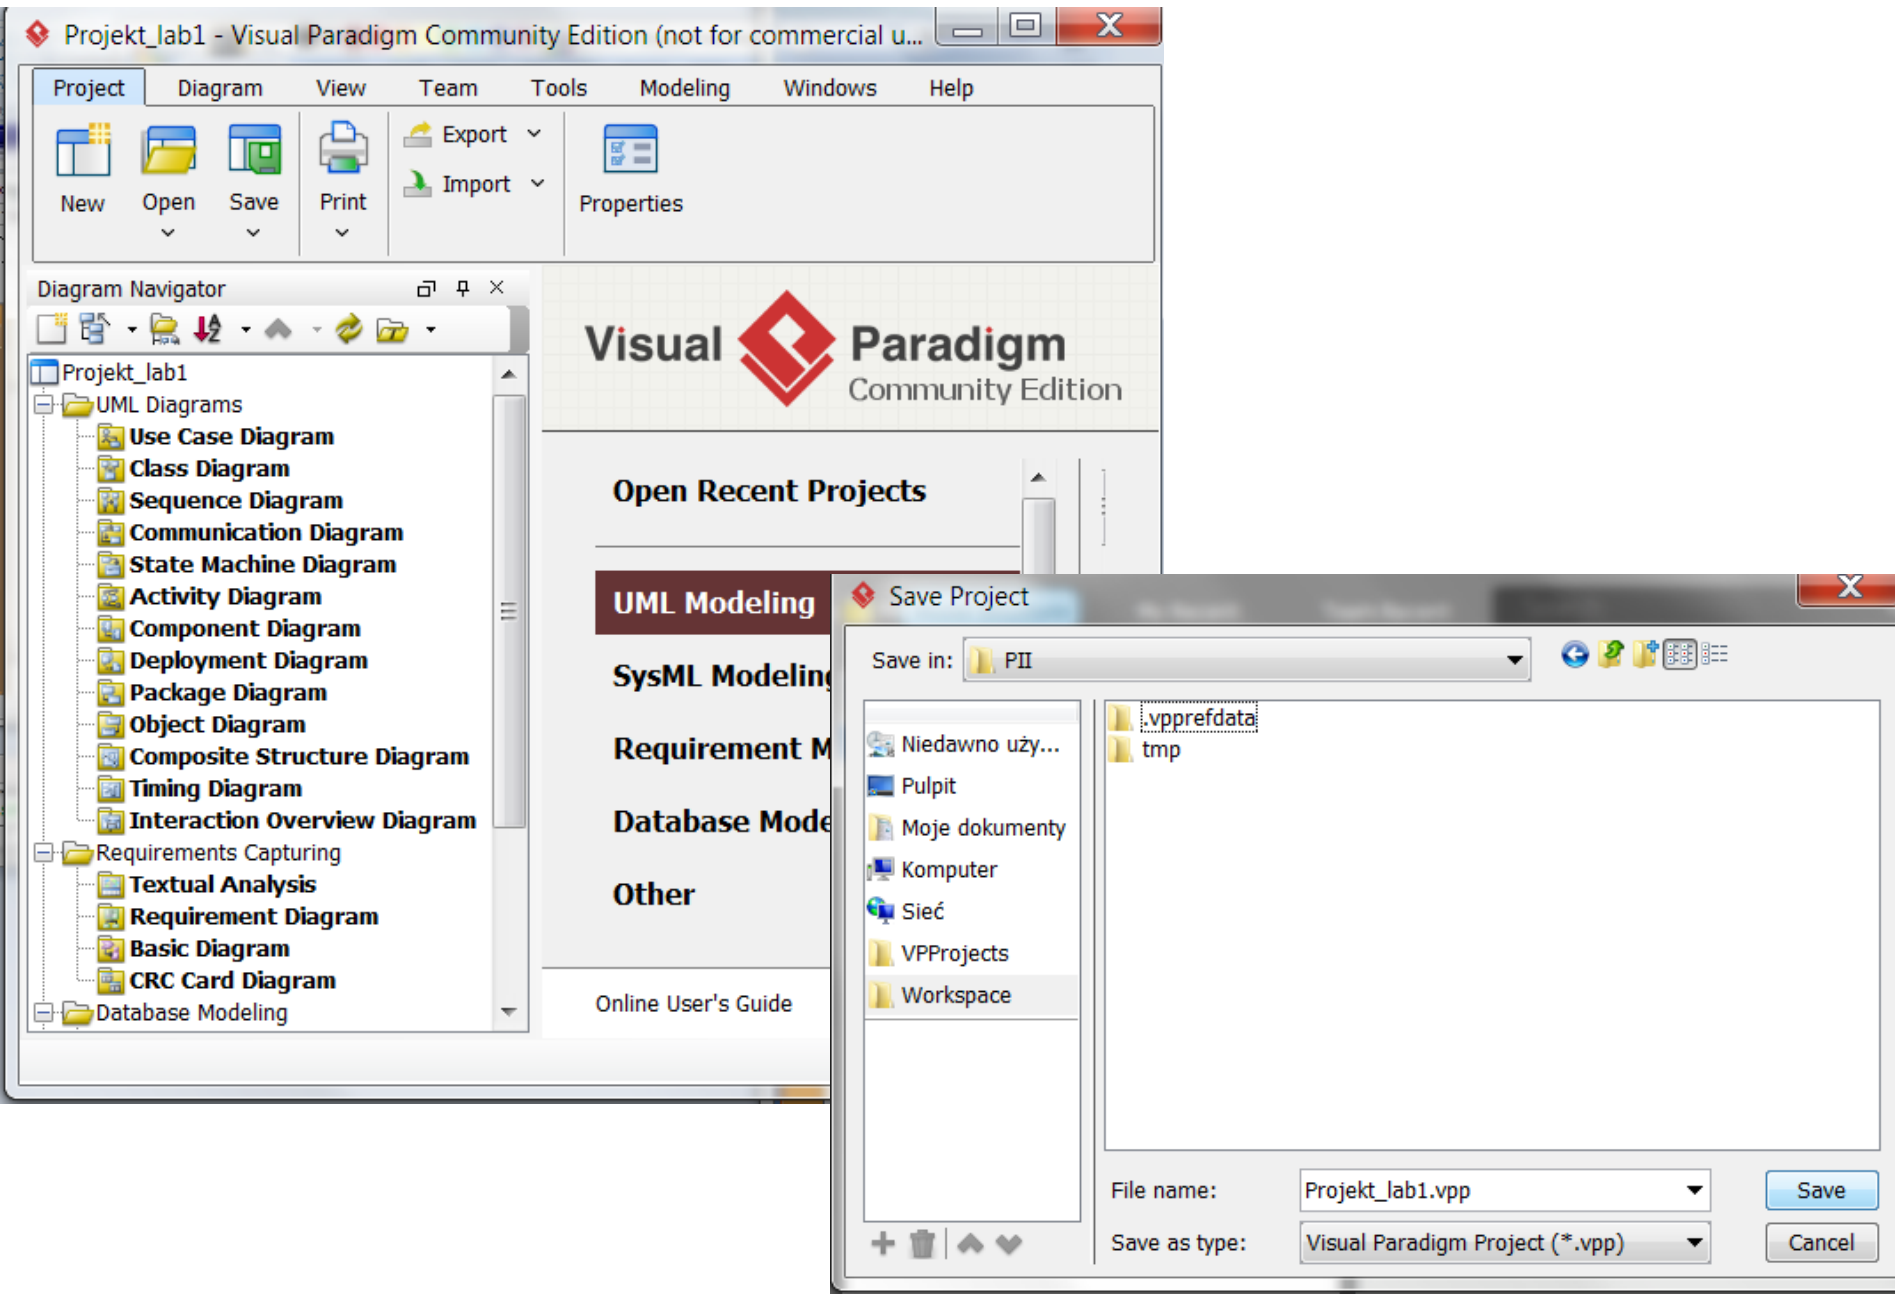 Projekt_lab1 - Visual Paradigm Community Edition (not for commercial u...
Project Diagram View Team Tools Modeling Windows Help
New Open Save Print Export Import Properties
Diagram Navigator
Projekt_lab1
UML Diagrams
Use Case Diagram
Class Diagram
Sequence Diagram
Communication Diagram
State Machine Diagram
Activity Diagram
Component Diagram
Deployment Diagram
Package Diagram
Object Diagram
Composite Structure Diagram
Timing Diagram
Interaction Overview Diagram
Requirements Capturing
Textual Analysis
Requirement Diagram
Basic Diagram
CRC Card Diagram
Database Modeling
Visual Paradigm
Community Edition
Open Recent Projects
UML Modeling
SysML Modeling
Requirement M
Database Mode
Other
Online User's Guide
Save Project
Save in: PII
Niedawno uży...
Pulpit
Moje dokumenty
Komputer
Sieć
VPProjects
Workspace
.vpprefdata
tmp
File name: Projekt_lab1.vpp Save
Save as type: Visual Paradigm Project (*.vpp) Cancel